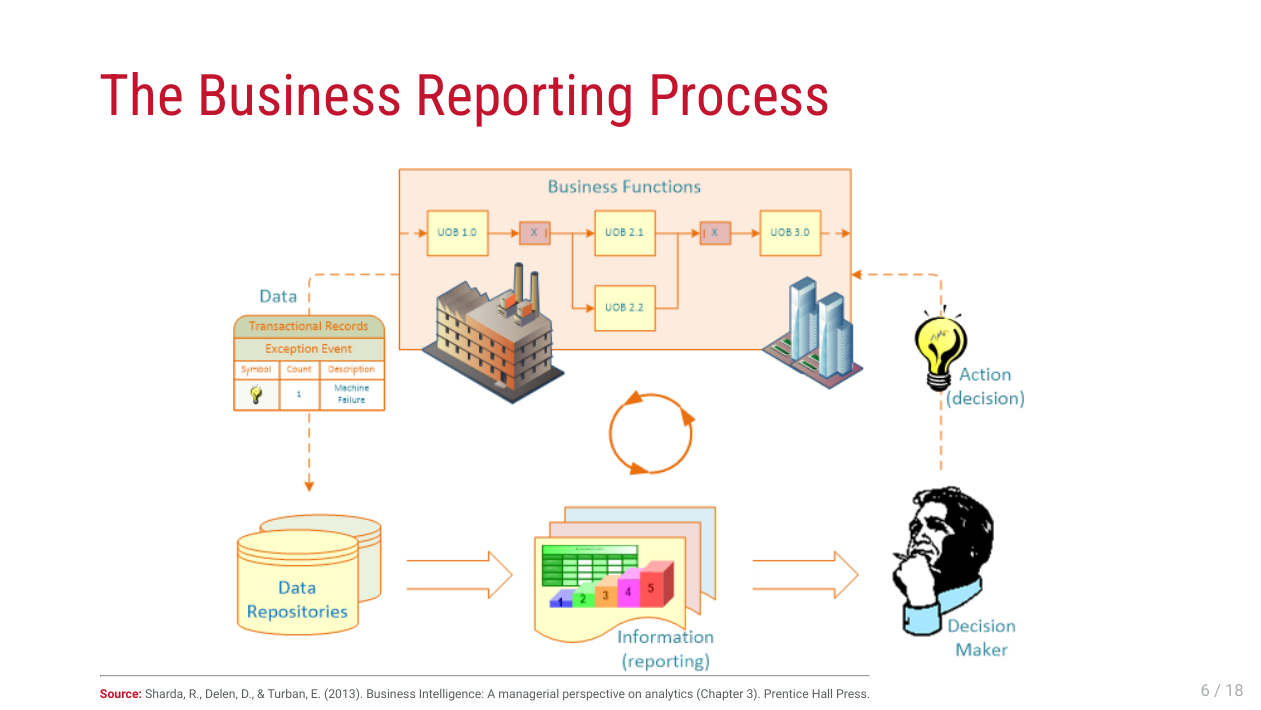 The Business Reporting Process
Business Functions
UOB 1.0
X
UOB 2.1
X
UOB 3.0
UOB 2.2
Data
Transactional Records
Exception Event
Symbol Count Description
1 Machine
Failure
Action
(decision)
Data
Repositories
1 2 3 4 5
Information
(reporting)
Decision
Maker
Source: Sharda, R., Delen, D., & Turban, E. (2013). Business Intelligence: A managerial perspective on analytics (Chapter 3). Prentice Hall Press.
6 / 18